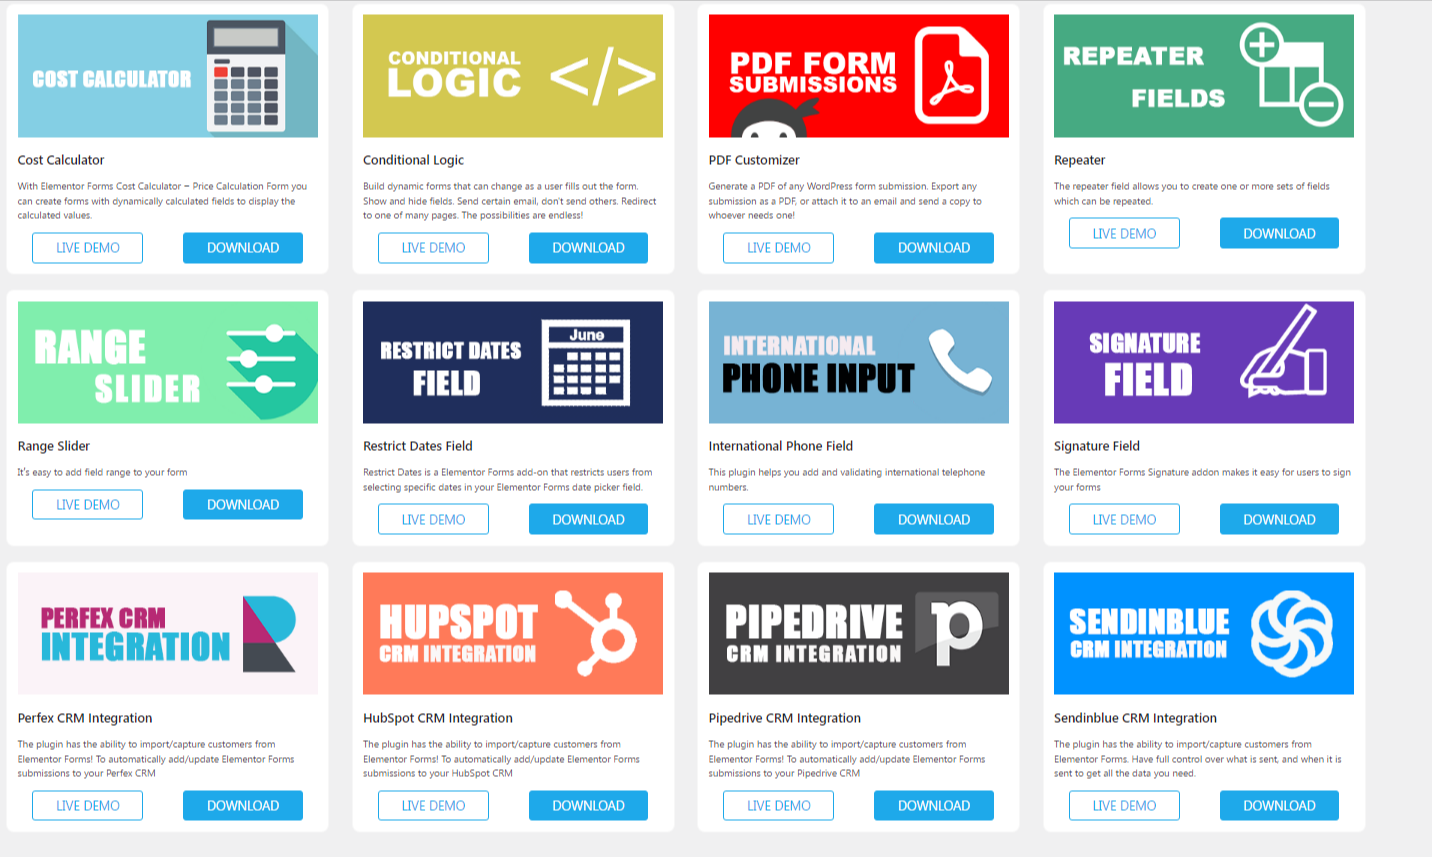 COST CALCULATOR
Cost Calculator
With Elementor Forms Cost Calculator – Price Calculation Form you
can create forms with dynamically calculated fields to display the
calculated values.
LIVE DEMO
DOWNLOAD
CONDITIONAL
LOGIC
</>
Conditional Logic
Build dynamic forms that can change as a user fills out the form.
Show and hide fields. Send certain email, don't send others. Redirect
to one of many pages. The possibilities are endless!
LIVE DEMO
DOWNLOAD
PDF FORM
SUBMISSIONS
PDF Customizer
Generate a PDF of any WordPress form submission. Export any
submission as a PDF, or attach it to an email and send a copy to
whoever needs one!
LIVE DEMO
DOWNLOAD
REPEATER
FIELDS
Repeater
The repeater field allows you to create one or more sets of fields
which can be repeated.
LIVE DEMO
DOWNLOAD
RANGE
SLIDER
Range Slider
It's easy to add field range to your form
LIVE DEMO
DOWNLOAD
RESTRICT DATES
FIELD
June
Restrict Dates Field
Restrict Dates is a Elementor Forms add-on that restricts users from
selecting specific dates in your Elementor Forms date picker field.
LIVE DEMO
DOWNLOAD
INTERNATIONAL
PHONE INPUT
International Phone Field
This plugin helps you add and validating international telephone
numbers.
LIVE DEMO
DOWNLOAD
SIGNATURE
FIELD
Signature Field
The Elementor Forms Signature addon makes it easy for users to sign
your forms
LIVE DEMO
DOWNLOAD
PERFEX CRM
INTEGRATION
Perfex CRM Integration
The plugin has the ability to import/capture customers from
Elementor Forms! To automatically add/update Elementor Forms
submissions to your Perfex CRM
LIVE DEMO
DOWNLOAD
HUPSPOT
CRM INTEGRATION
HubSpot CRM Integration
The plugin has the ability to import/capture customers from
Elementor Forms! To automatically add/update Elementor Forms
submissions to your HubSpot CRM
LIVE DEMO
DOWNLOAD
PIPEDRIVE
CRM INTEGRATION
p
Pipedrive CRM Integration
The plugin has the ability to import/capture customers from
Elementor Forms! To automatically add/update Elementor Forms
submissions to your Pipedrive CRM
LIVE DEMO
DOWNLOAD
SENDINBLUE
CRM INTEGRATION
Sendinblue CRM Integration
The plugin has the ability to import/capture customers from
Elementor Forms. Have full control over what is sent, and when it is
sent to get all the data you need.
LIVE DEMO
DOWNLOAD